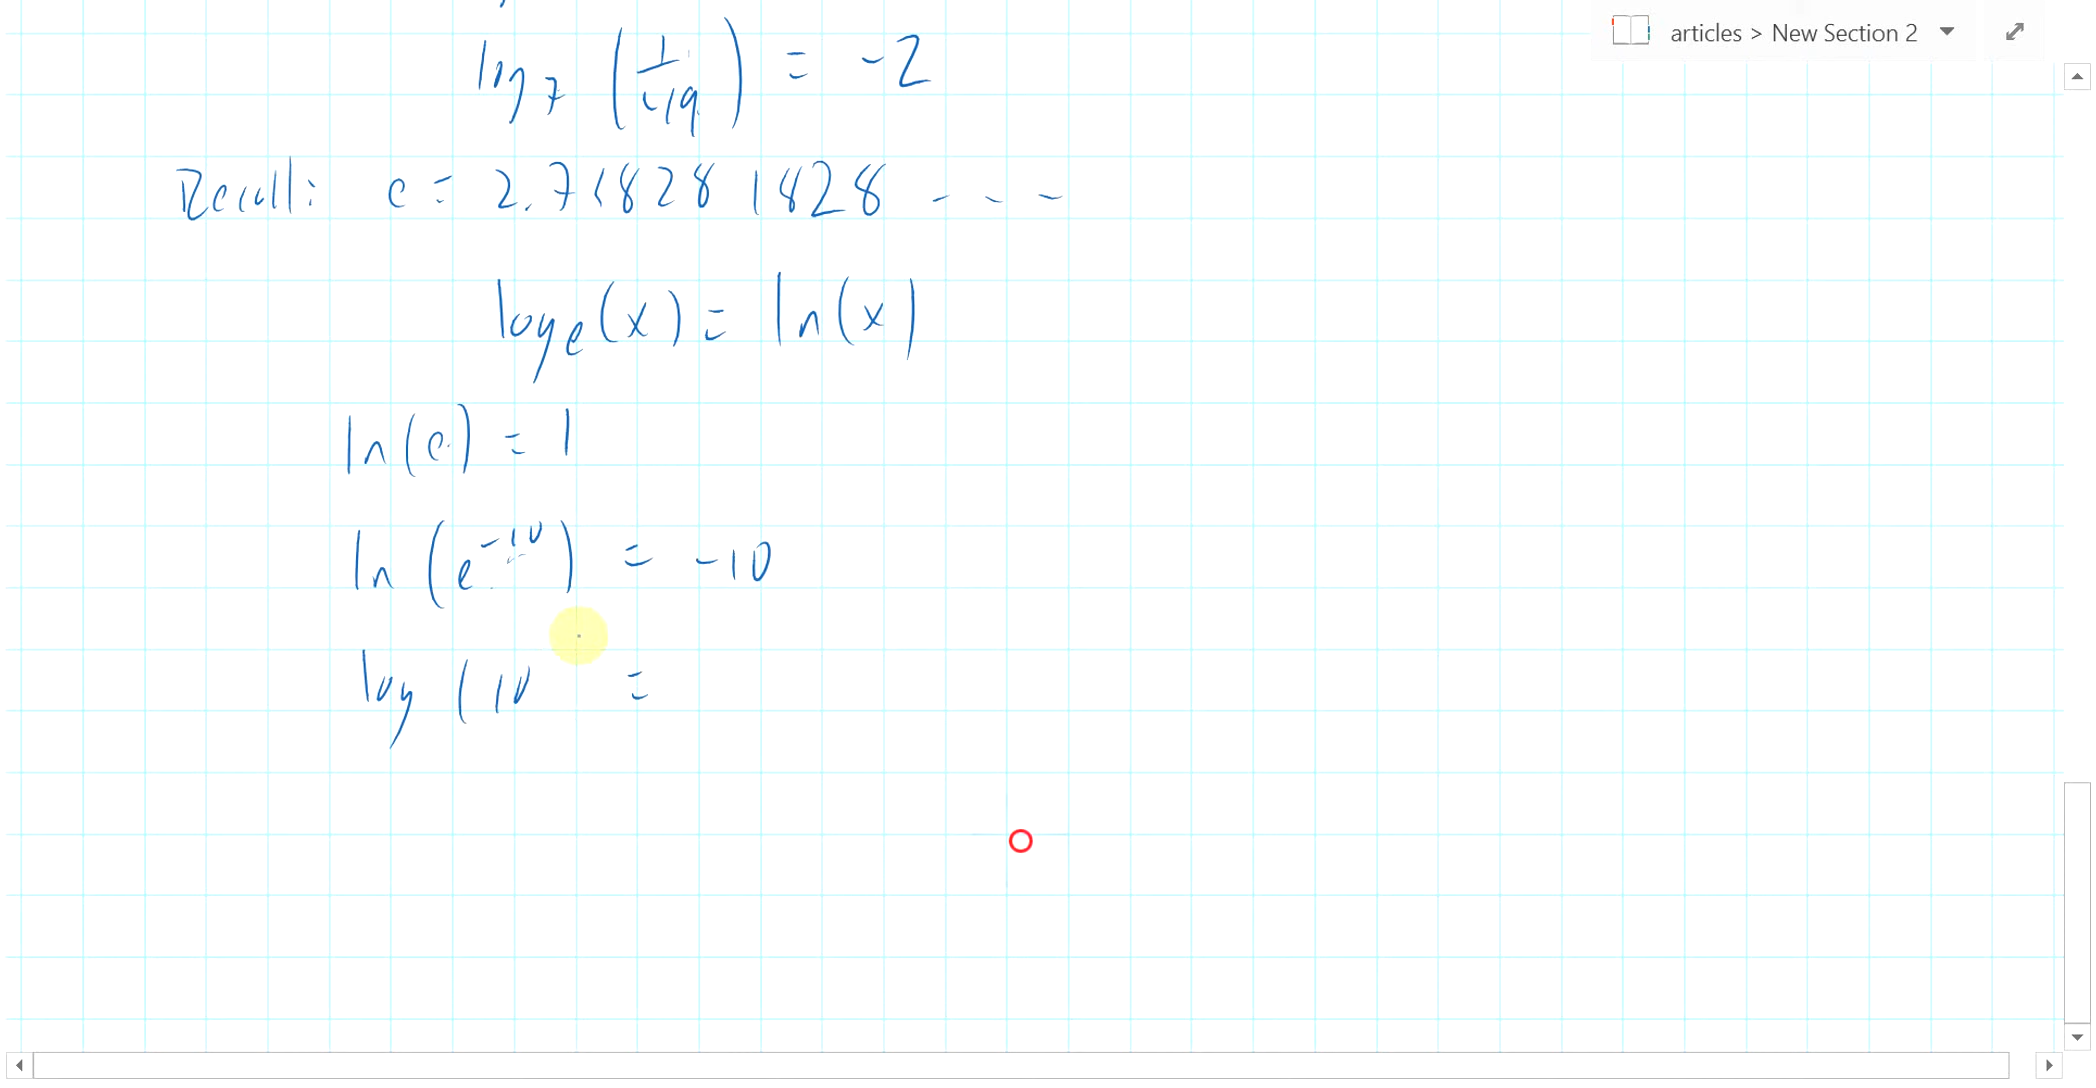 articles > New Section 2
log₇ (1/49) = -2
Recall: e = 2.718281828 - - -
logₑ(x) = ln(x)
ln(e) = 1
ln (e⁻¹⁰) = -10
log (10 =